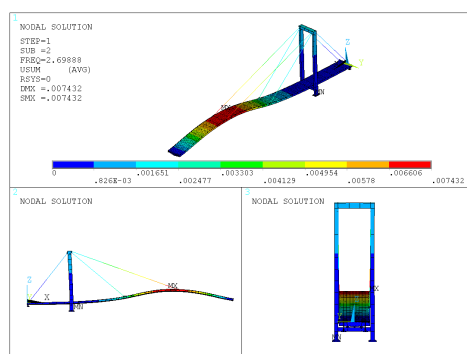 1
NODAL SOLUTION
STEP=1
SUB =2
FREQ=2.69888
USUM (AVG)
RSYS=0
DMX =.007432
SMX =.007432
Z
Y
MX
MN
0 .001651 .003303 .004954 .006606
.826E-03 .002477 .004129 .00578 .007432
2
NODAL SOLUTION
Z
X
MX
MN
3
NODAL SOLUTION
MN